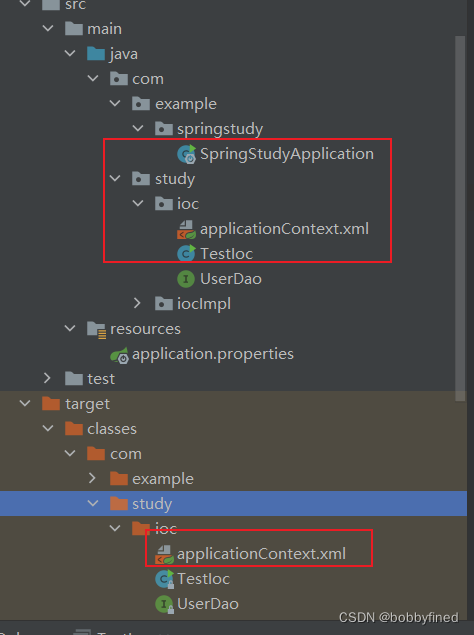 src
main
java
com
example
springstudy
SpringStudyApplication
study
ioc
applicationContext.xml
TestIoc
UserDao
iocImpl
resources
application.properties
test
target
classes
com
example
study
ioc
applicationContext.xml
TestIoc
UserDao
CSDN @bobbyfined